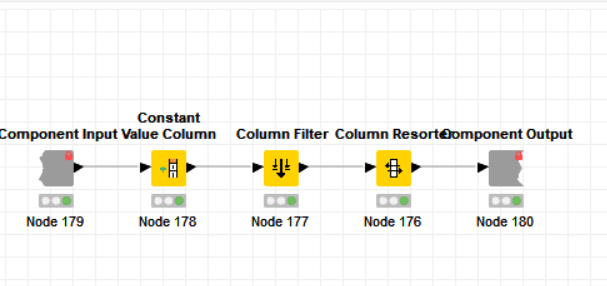 Component Input
Constant
Value Column
Column Filter
Column Resorter
Component Output
Node 179
Node 178
Node 177
Node 176
Node 180